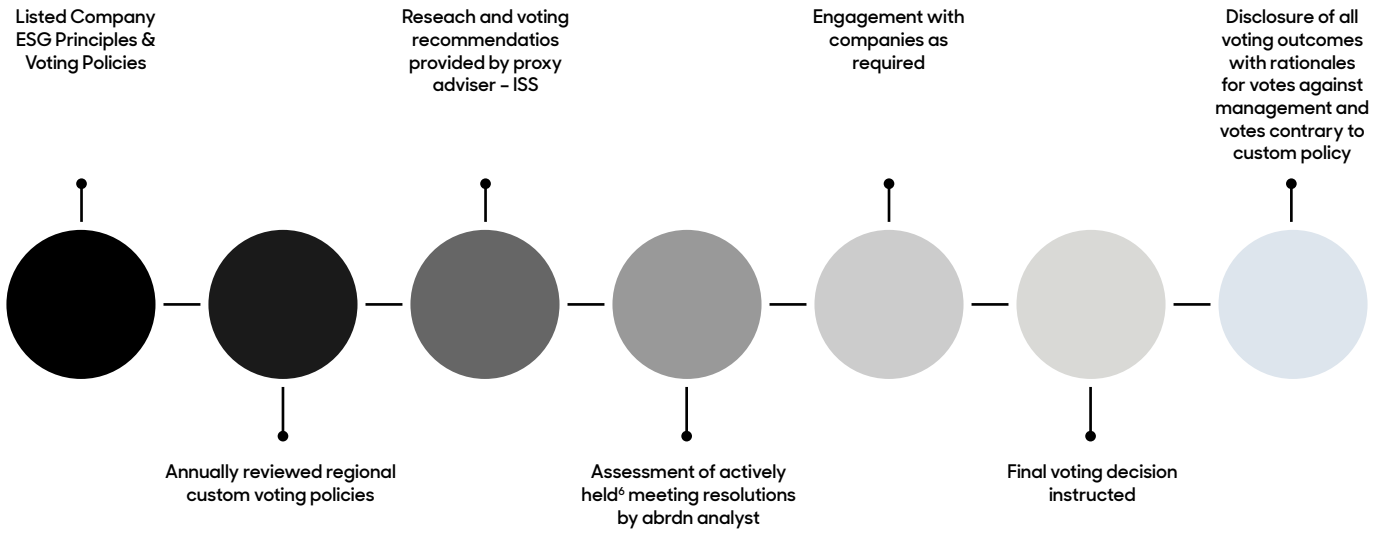 Listed Company
ESG Principles &
Voting Policies
Annually reviewed regional
custom voting policies
Reseach and voting
recommendatios
provided by proxy
adviser – ISS
Assessment of actively
held⁶ meeting resolutions
by abrdn analyst
Engagement with
companies as
required
Final voting decision
instructed
Disclosure of all
voting outcomes
with rationales
for votes against
management and
votes contrary to
custom policy